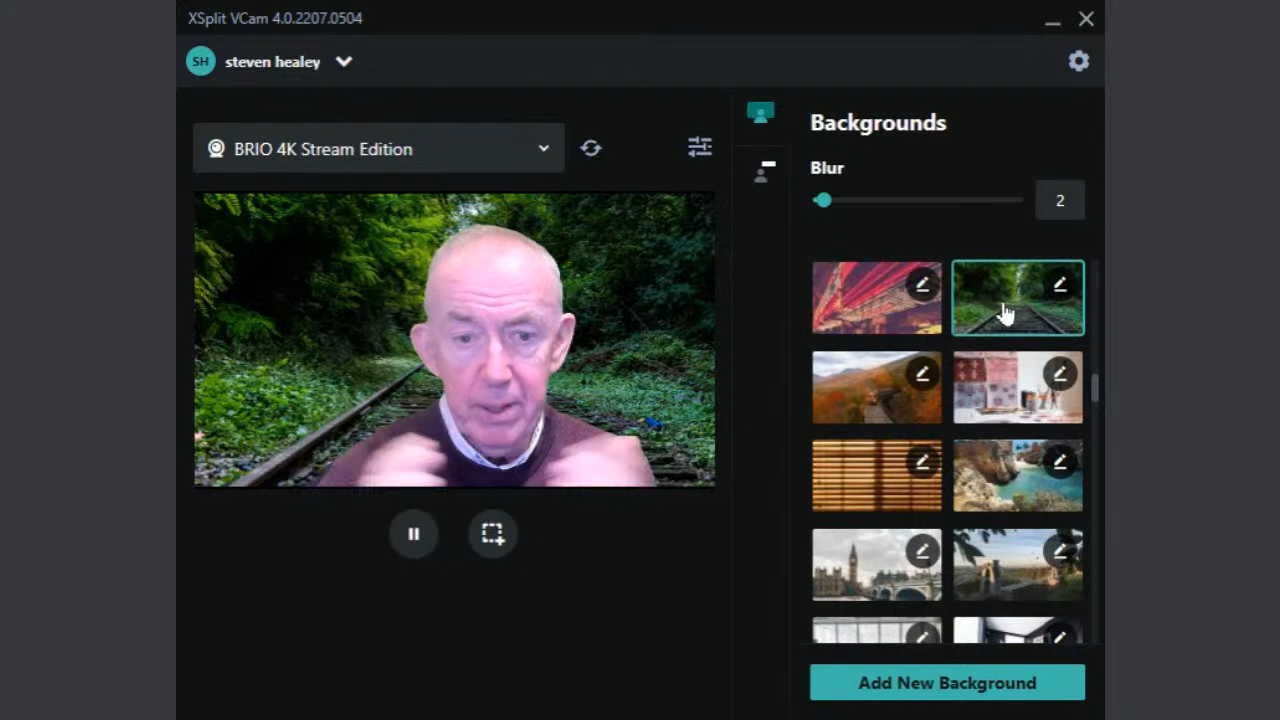 XSplit VCam 4.0.2207.0504
SH steven healey
BRIO 4K Stream Edition
Backgrounds
Blur
2
Add New Background